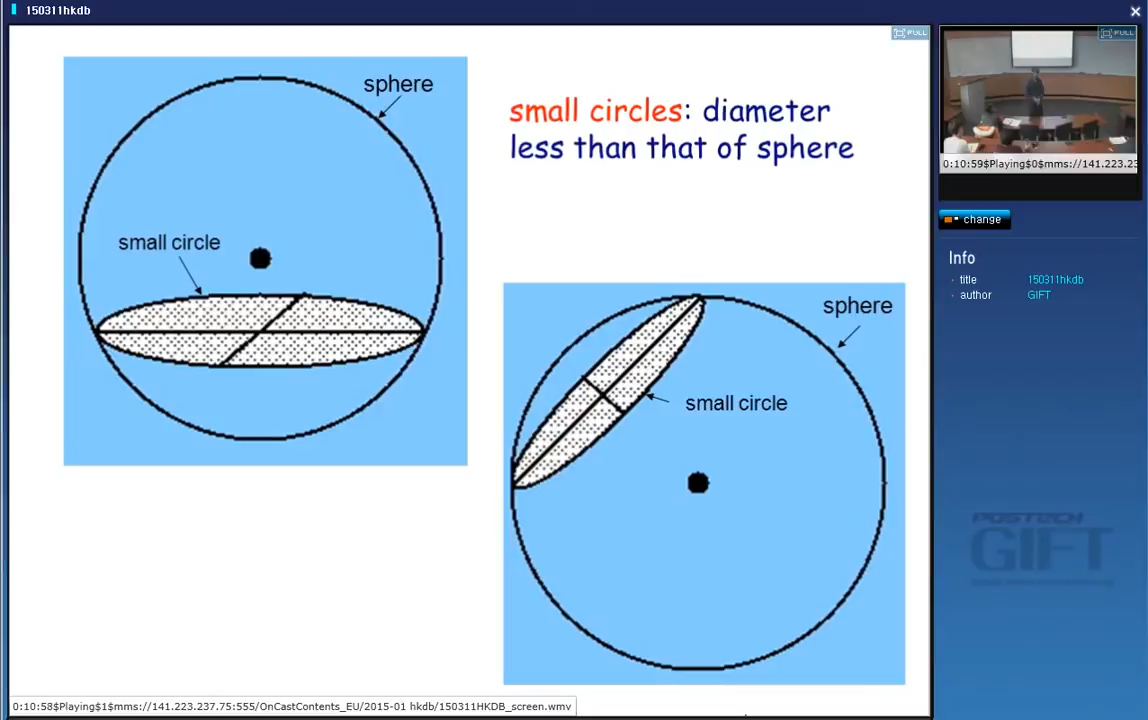 150311hkdb
FULL
sphere
small circles: diameter
less than that of sphere
small circle
sphere
small circle
0:10:58$Playing$1$mms://141.223.237.75:555/OnCastContents_EU/2015-01 hkdb/150311HKDB_screen.wmv
FULL
0:10:59$Playing$0$mms://141.223.23
change
Info
title 150311hkdb
author GIFT
POSTECH
GIFT